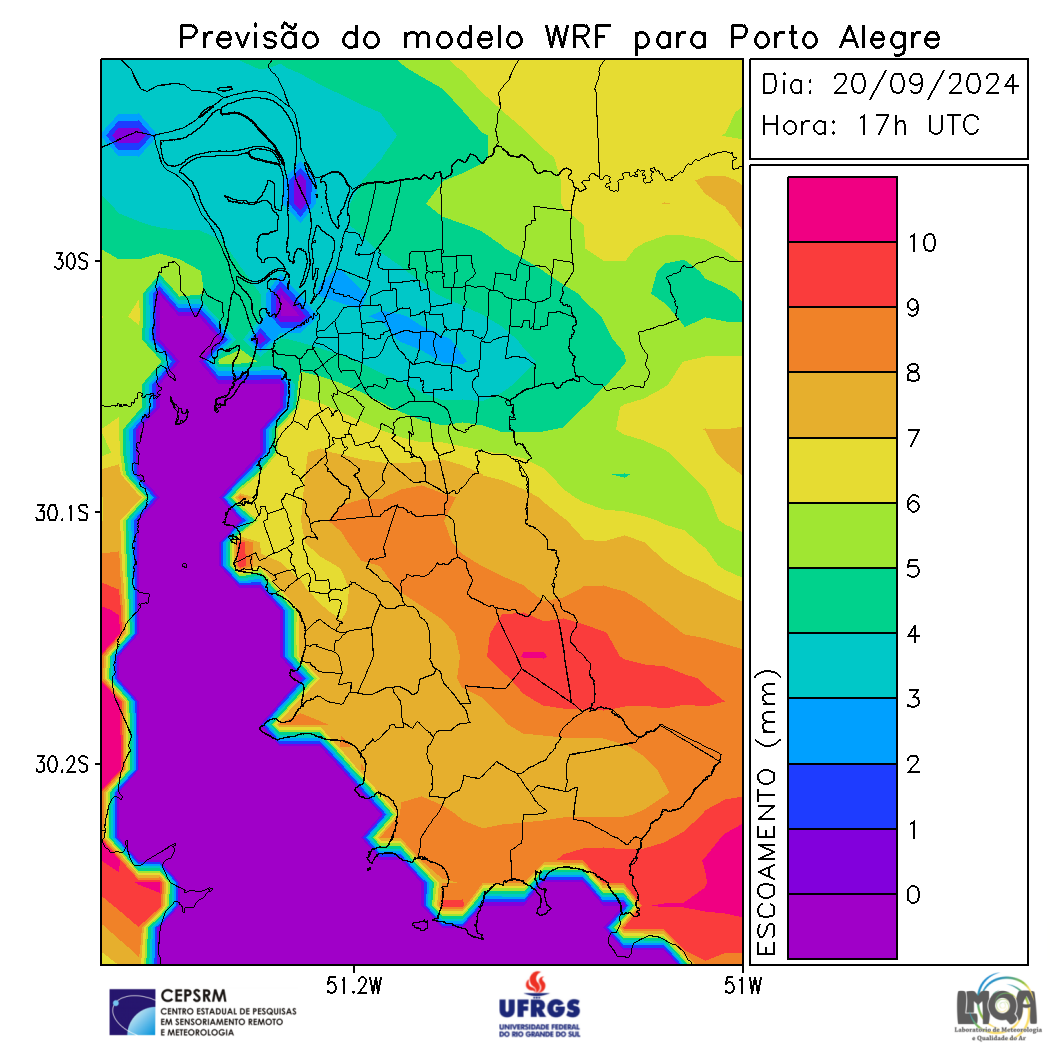 Previsão do modelo WRF para Porto Alegre
Dia: 20/09/2024
Hora: 17h UTC
30S
30.1S
30.2S
51.2W
51W
ESCOAMENTO (mm)
10
9
8
7
6
5
4
3
2
1
0
CEPSRM
CENTRO ESTADUAL DE PESQUISAS
EM SENSORIAMENTO REMOTO
E METEOROLOGIA
UFRGS
UNIVERSIDADE FEDERAL
DO RIO GRANDE DO SUL
LMQA
Laboratório de Meteorologia
e Qualidade do Ar